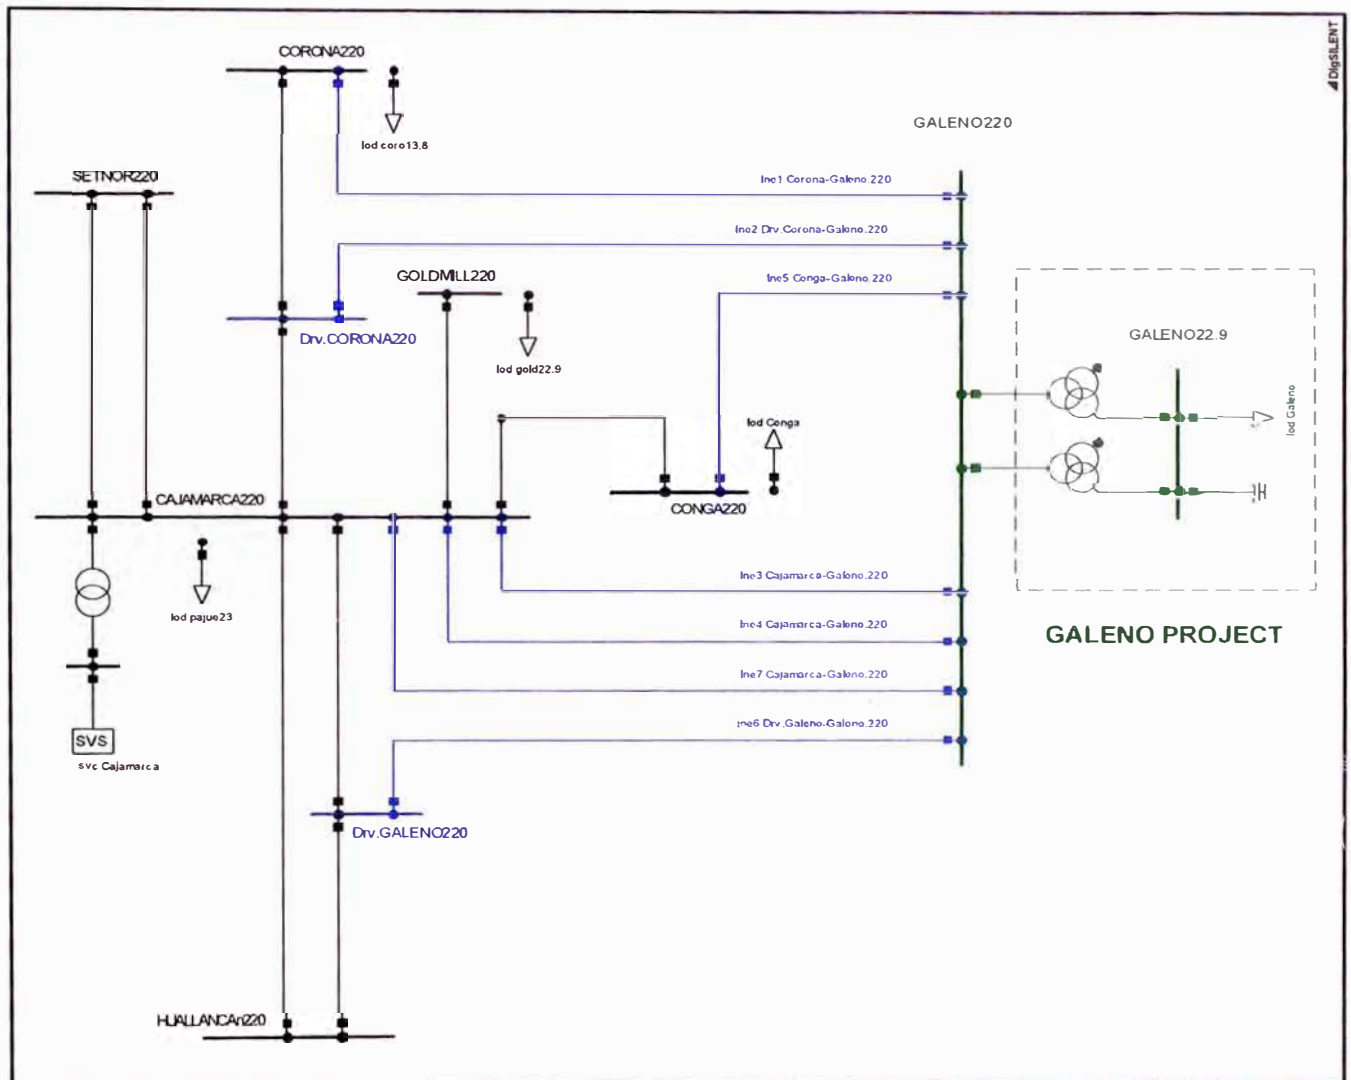 DIgSILENT
CORONA220
lod coro13.8
GALENO220
SETNOR220
lne1 Corona-Galeno.220
lne2 Drv.Corona-Galeno.220
GOLDMILL220
lne5 Conga-Galeno.220
Drv.CORONA220
GALENO22.9
lod gold22.9
lod Galeno
lod Conga
CAJAMARCA220
CONGA220
lne3 Cajamarca-Galeno.220
lod pajue23
lne4 Cajamarca-Galeno.220
GALENO PROJECT
lne7 Cajamarca-Galeno.220
lne6 Drv.Galeno-Galeno.220
SVS
svc Cajamarca
Drv.GALENO220
HUALLANCAn220